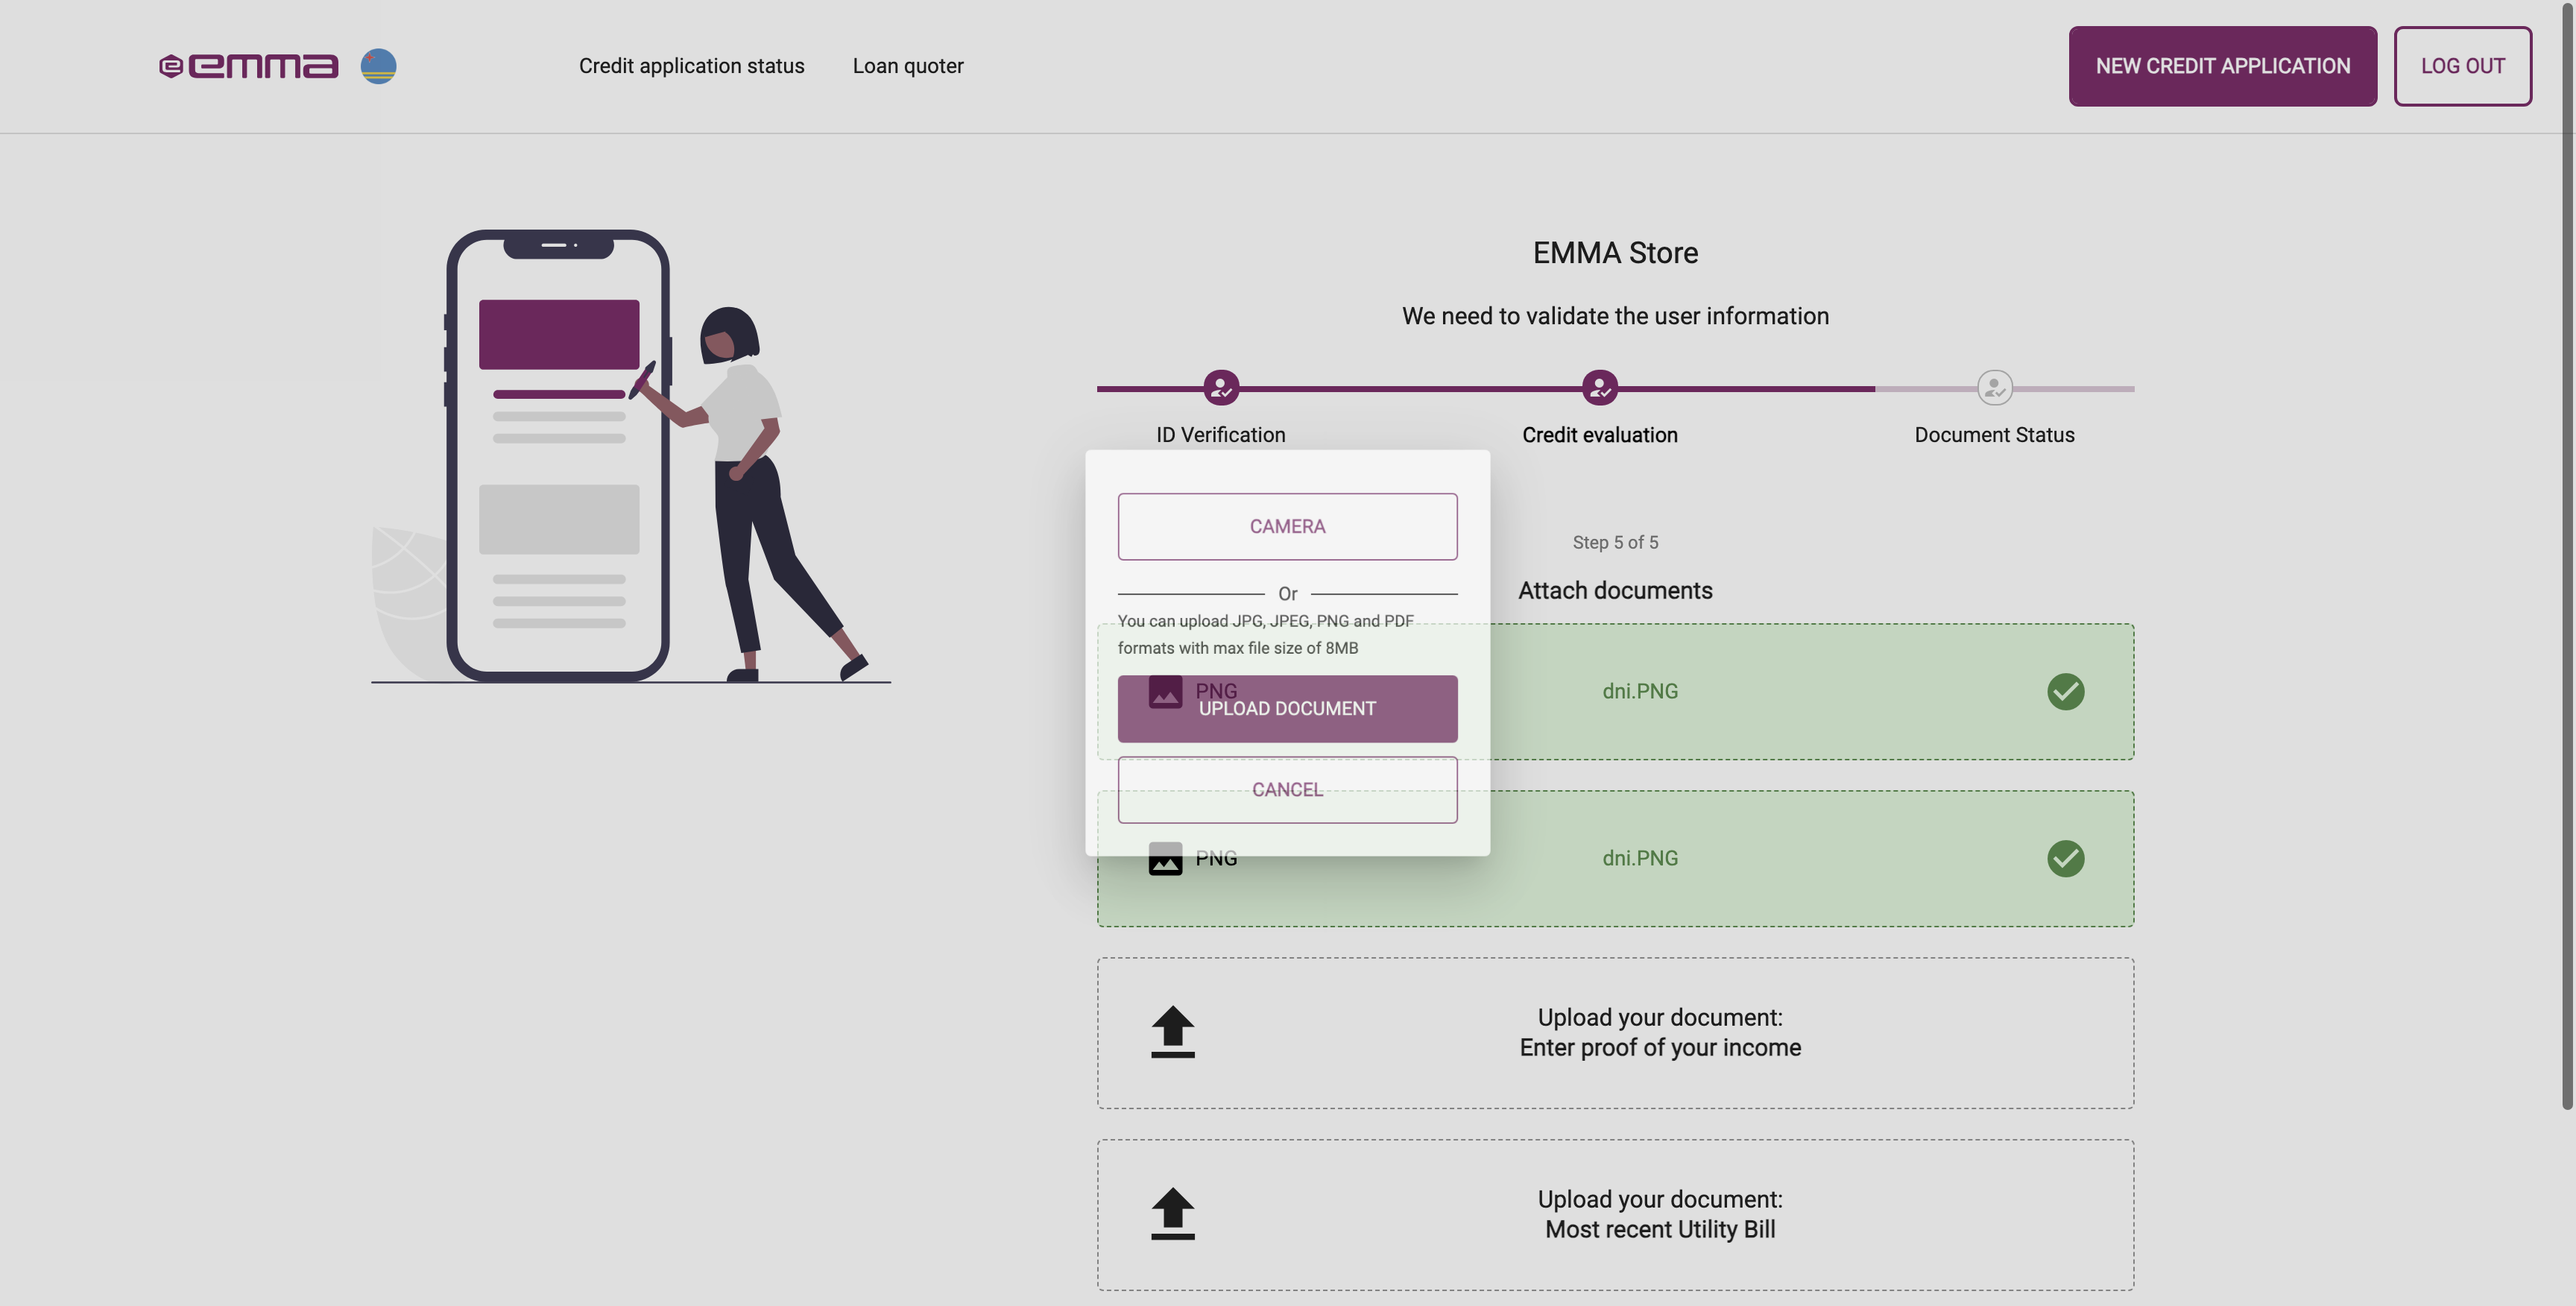 emma
Credit application status
Loan quoter
NEW CREDIT APPLICATION
LOG OUT
EMMA Store
We need to validate the user information
ID Verification
Credit evaluation
Document Status
CAMERA
Or
You can upload JPG, JPEG, PNG and PDF
formats with max file size of 8MB
UPLOAD DOCUMENT
CANCEL
Step 5 of 5
Attach documents
PNG
dni.PNG
PNG
dni.PNG
Upload your document:
Enter proof of your income
Upload your document:
Most recent Utility Bill